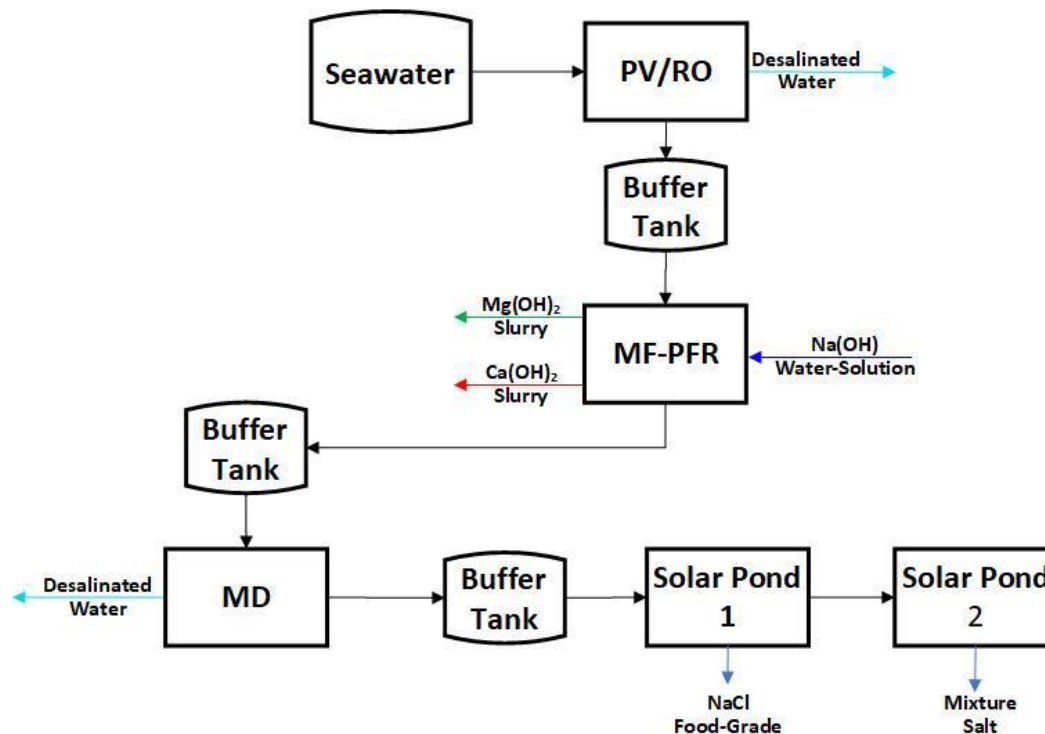 Seawater
PV/RO
Desalinated
Water
Buffer
Tank
Mg(OH)₂
Slurry
Ca(OH)₂
Slurry
MF-PFR
Na(OH)
Water-Solution
Buffer
Tank
Desalinated
Water
MD
Buffer
Tank
Solar Pond
1
Solar Pond
2
NaCl
Food-Grade
Mixture
Salt